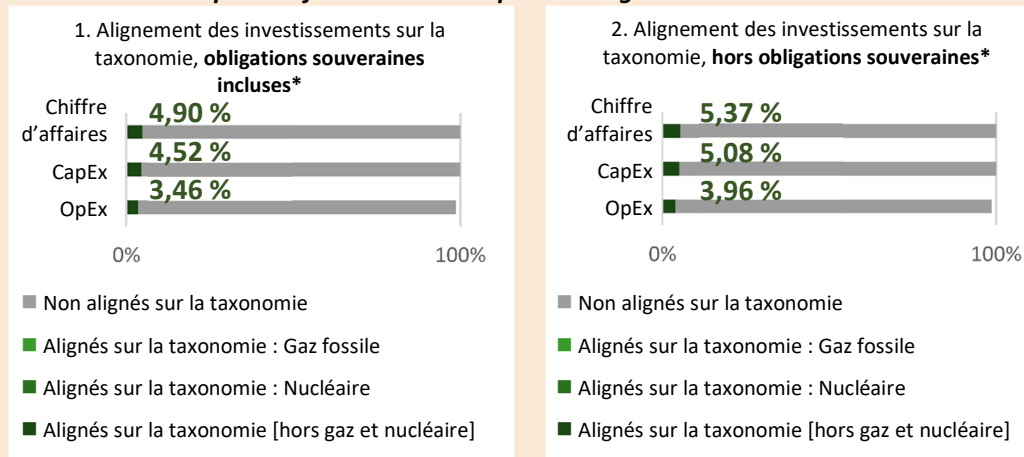 1. Alignement des investissements sur la
taxonomie, obligations souveraines
incluses*
Chiffre
d'affaires
4,90 %
CapEx
4,52 %
OpEx
3,46 %
0%
100%
Non alignés sur la taxonomie
Alignés sur la taxonomie : Gaz fossile
Alignés sur la taxonomie : Nucléaire
Alignés sur la taxonomie [hors gaz et nucléaire]
2. Alignement des investissements sur la
taxonomie, hors obligations souveraines*
Chiffre
d'affaires
5,37 %
CapEx
5,08 %
OpEx
3,96 %
0%
100%
Non alignés sur la taxonomie
Alignés sur la taxonomie : Gaz fossile
Alignés sur la taxonomie : Nucléaire
Alignés sur la taxonomie [hors gaz et nucléaire]